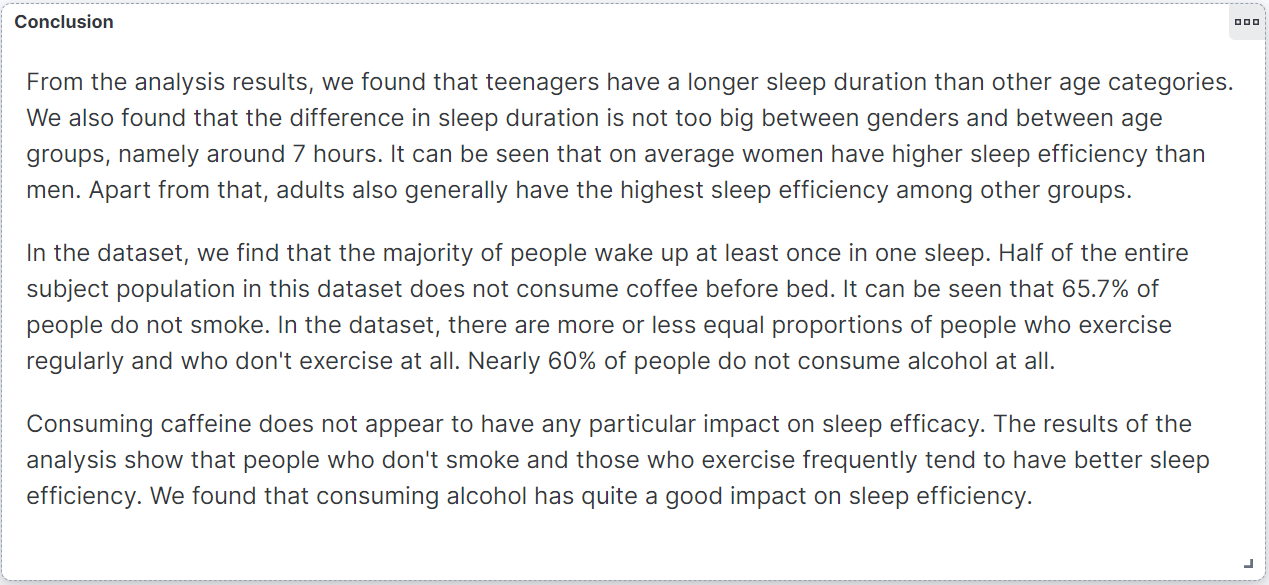 Conclusion
From the analysis results, we found that teenagers have a longer sleep duration than other age categories.
We also found that the difference in sleep duration is not too big between genders and between age
groups, namely around 7 hours. It can be seen that on average women have higher sleep efficiency than
men. Apart from that, adults also generally have the highest sleep efficiency among other groups.
In the dataset, we find that the majority of people wake up at least once in one sleep. Half of the entire
subject population in this dataset does not consume coffee before bed. It can be seen that 65.7% of
people do not smoke. In the dataset, there are more or less equal proportions of people who exercise
regularly and who don't exercise at all. Nearly 60% of people do not consume alcohol at all.
Consuming caffeine does not appear to have any particular impact on sleep efficacy. The results of the
analysis show that people who don't smoke and those who exercise frequently tend to have better sleep
efficiency. We found that consuming alcohol has quite a good impact on sleep efficiency.